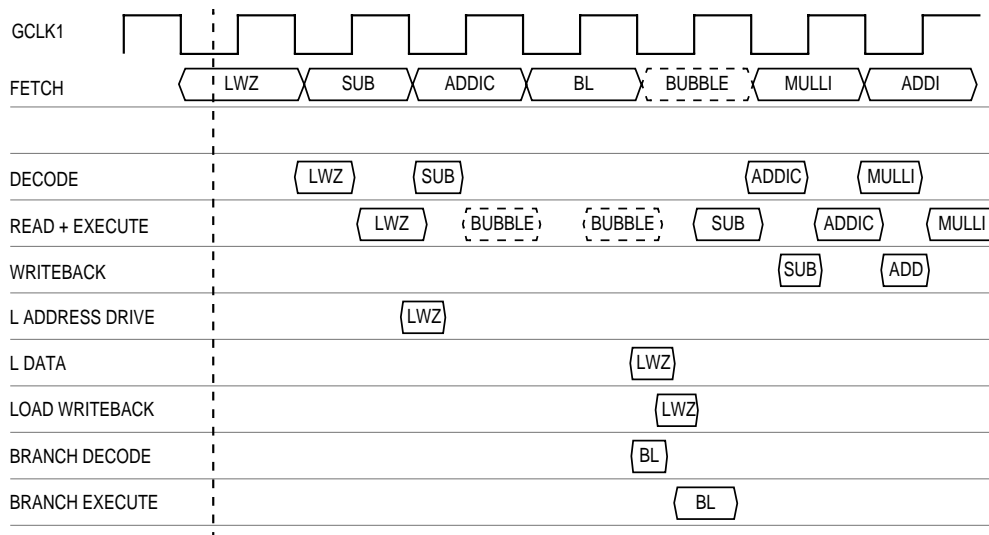 GCLK1
FETCH LWZ SUB ADDIC BL BUBBLE MULLI ADDI
DECODE LWZ SUB ADDIC MULLI
READ + EXECUTE LWZ BUBBLE BUBBLE SUB ADDIC MULLI
WRITEBACK SUB ADD
L ADDRESS DRIVE LWZ
L DATA LWZ
LOAD WRITEBACK LWZ
BRANCH DECODE BL
BRANCH EXECUTE BL